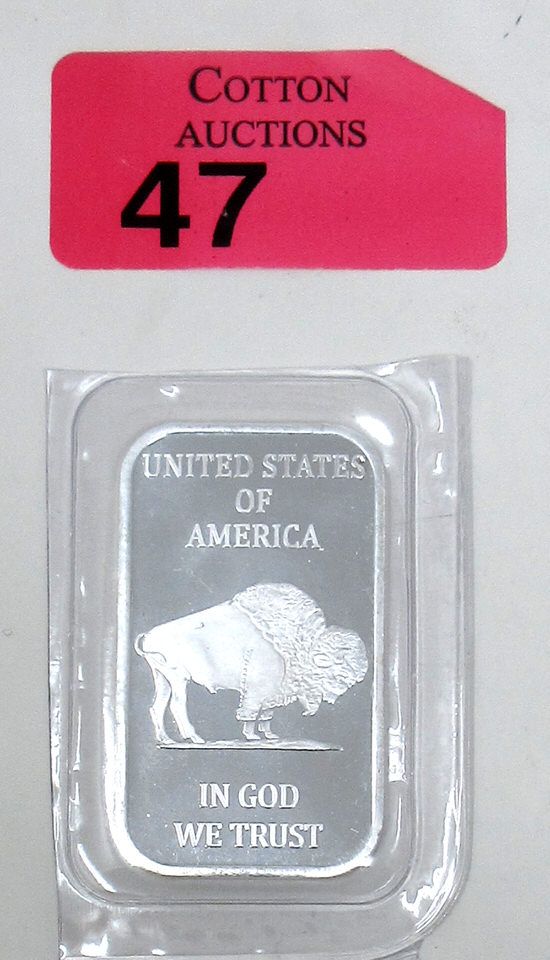 COTTON
AUCTIONS
47
UNITED STATES
OF
AMERICA
IN GOD
WE TRUST